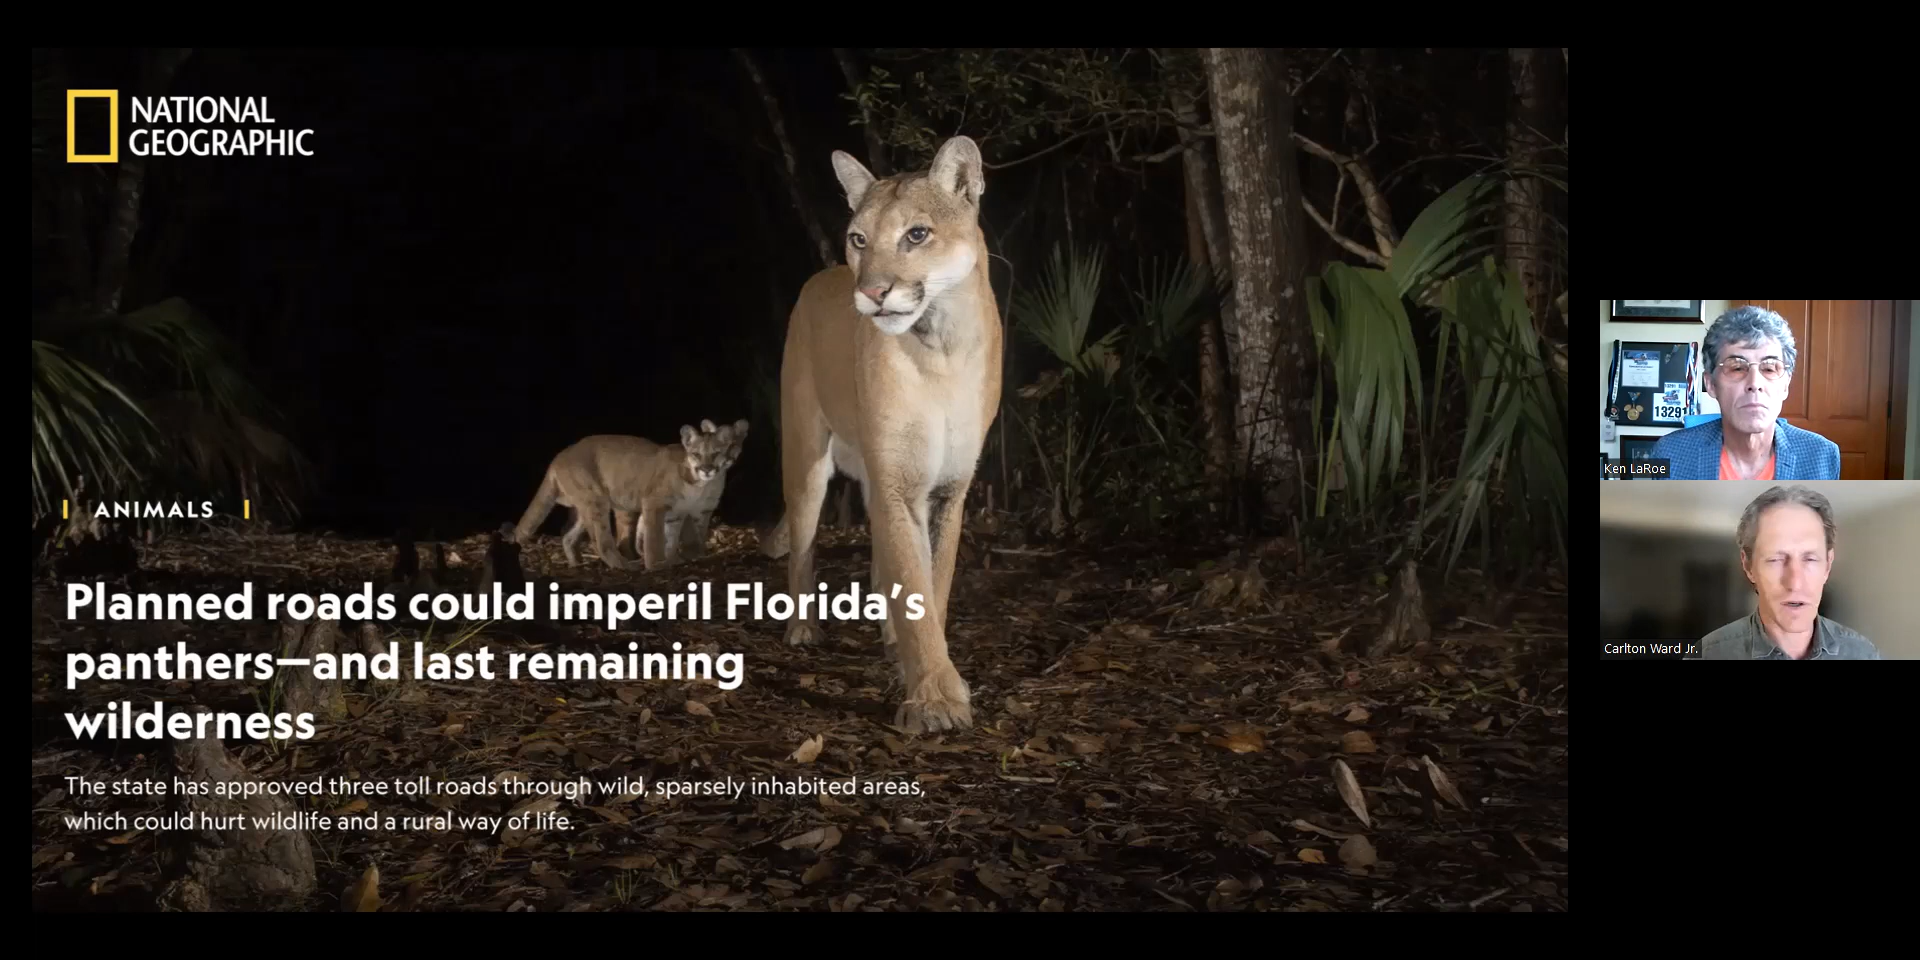 NATIONAL
GEOGRAPHIC
ANIMALS
Planned roads could imperil Florida’s
panthers—and last remaining
wilderness
The state has approved three toll roads through wild, sparsely inhabited areas,
which could hurt wildlife and a rural way of life.
13291
Ken LaRoe
Carlton Ward Jr.